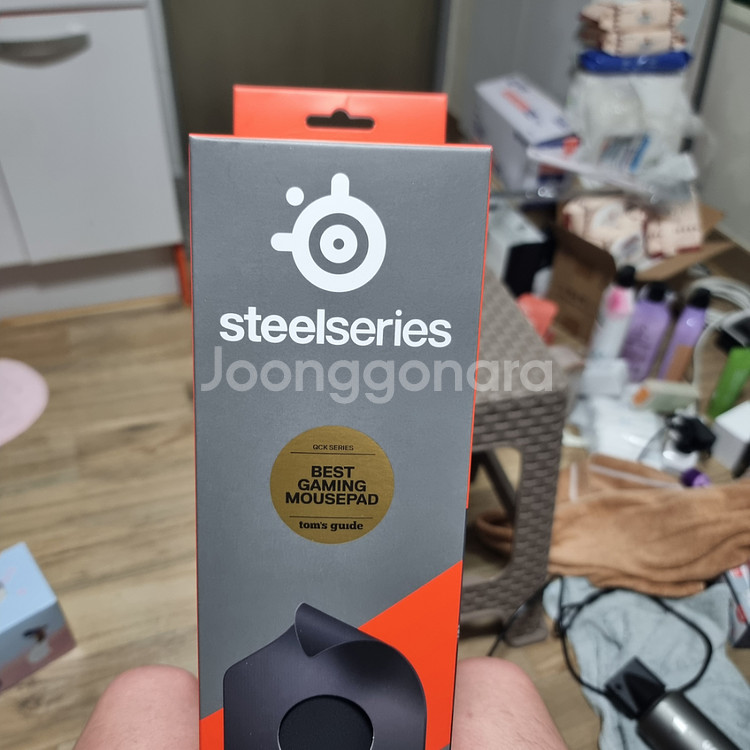 steelseries
Joonggonara
QCK SERIES
BEST
GAMING
MOUSEPAD
tom's guide